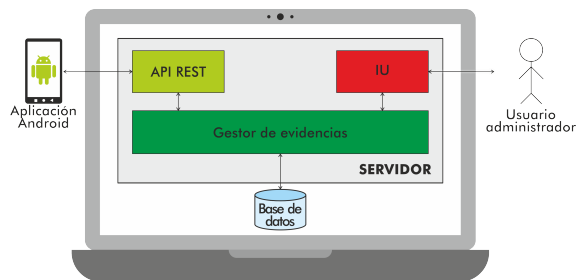 API REST
IU
Aplicación
Android
Usuario
administrador
Gestor de evidencias
SERVIDOR
Base de
datos